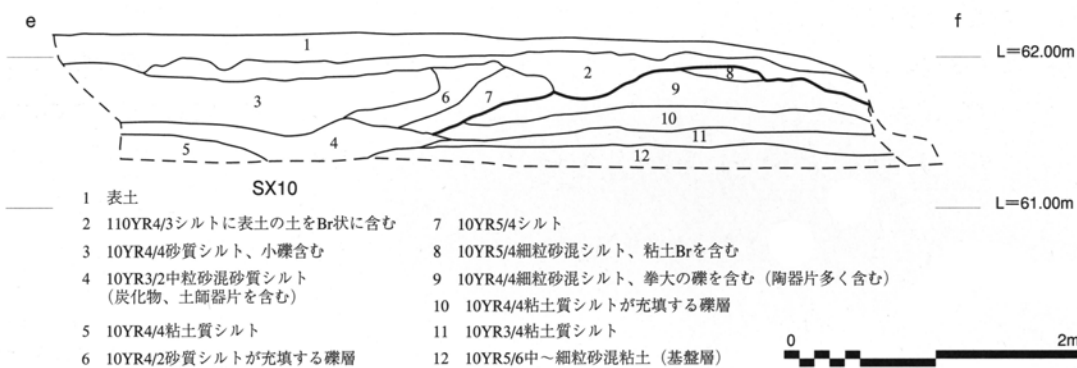 e
f
L=62.00m
1
2
8
3
6
7
9
10
11
5
4
12
SX10
L=61.00m
1 表土
2 110YR4/3シルトに表土の土をBr状に含む
3 10YR4/4砂質シルト、小礫含む
4 10YR3/2中粒砂混砂質シルト
(炭化物、土師器片を含む)
5 10YR4/4粘土質シルト
6 10YR4/2砂質シルトが充填する礫層
7 10YR5/4シルト
8 10YR5/4細粒砂混シルト、粘土Brを含む
9 10YR4/4細粒砂混シルト、拳大の礫を含む(陶器片多く含む)
10 10YR4/4粘土質シルトが充填する礫層
11 10YR3/4粘土質シルト
12 10YR5/6中〜細粒砂混粘土(基盤層)
0 2m